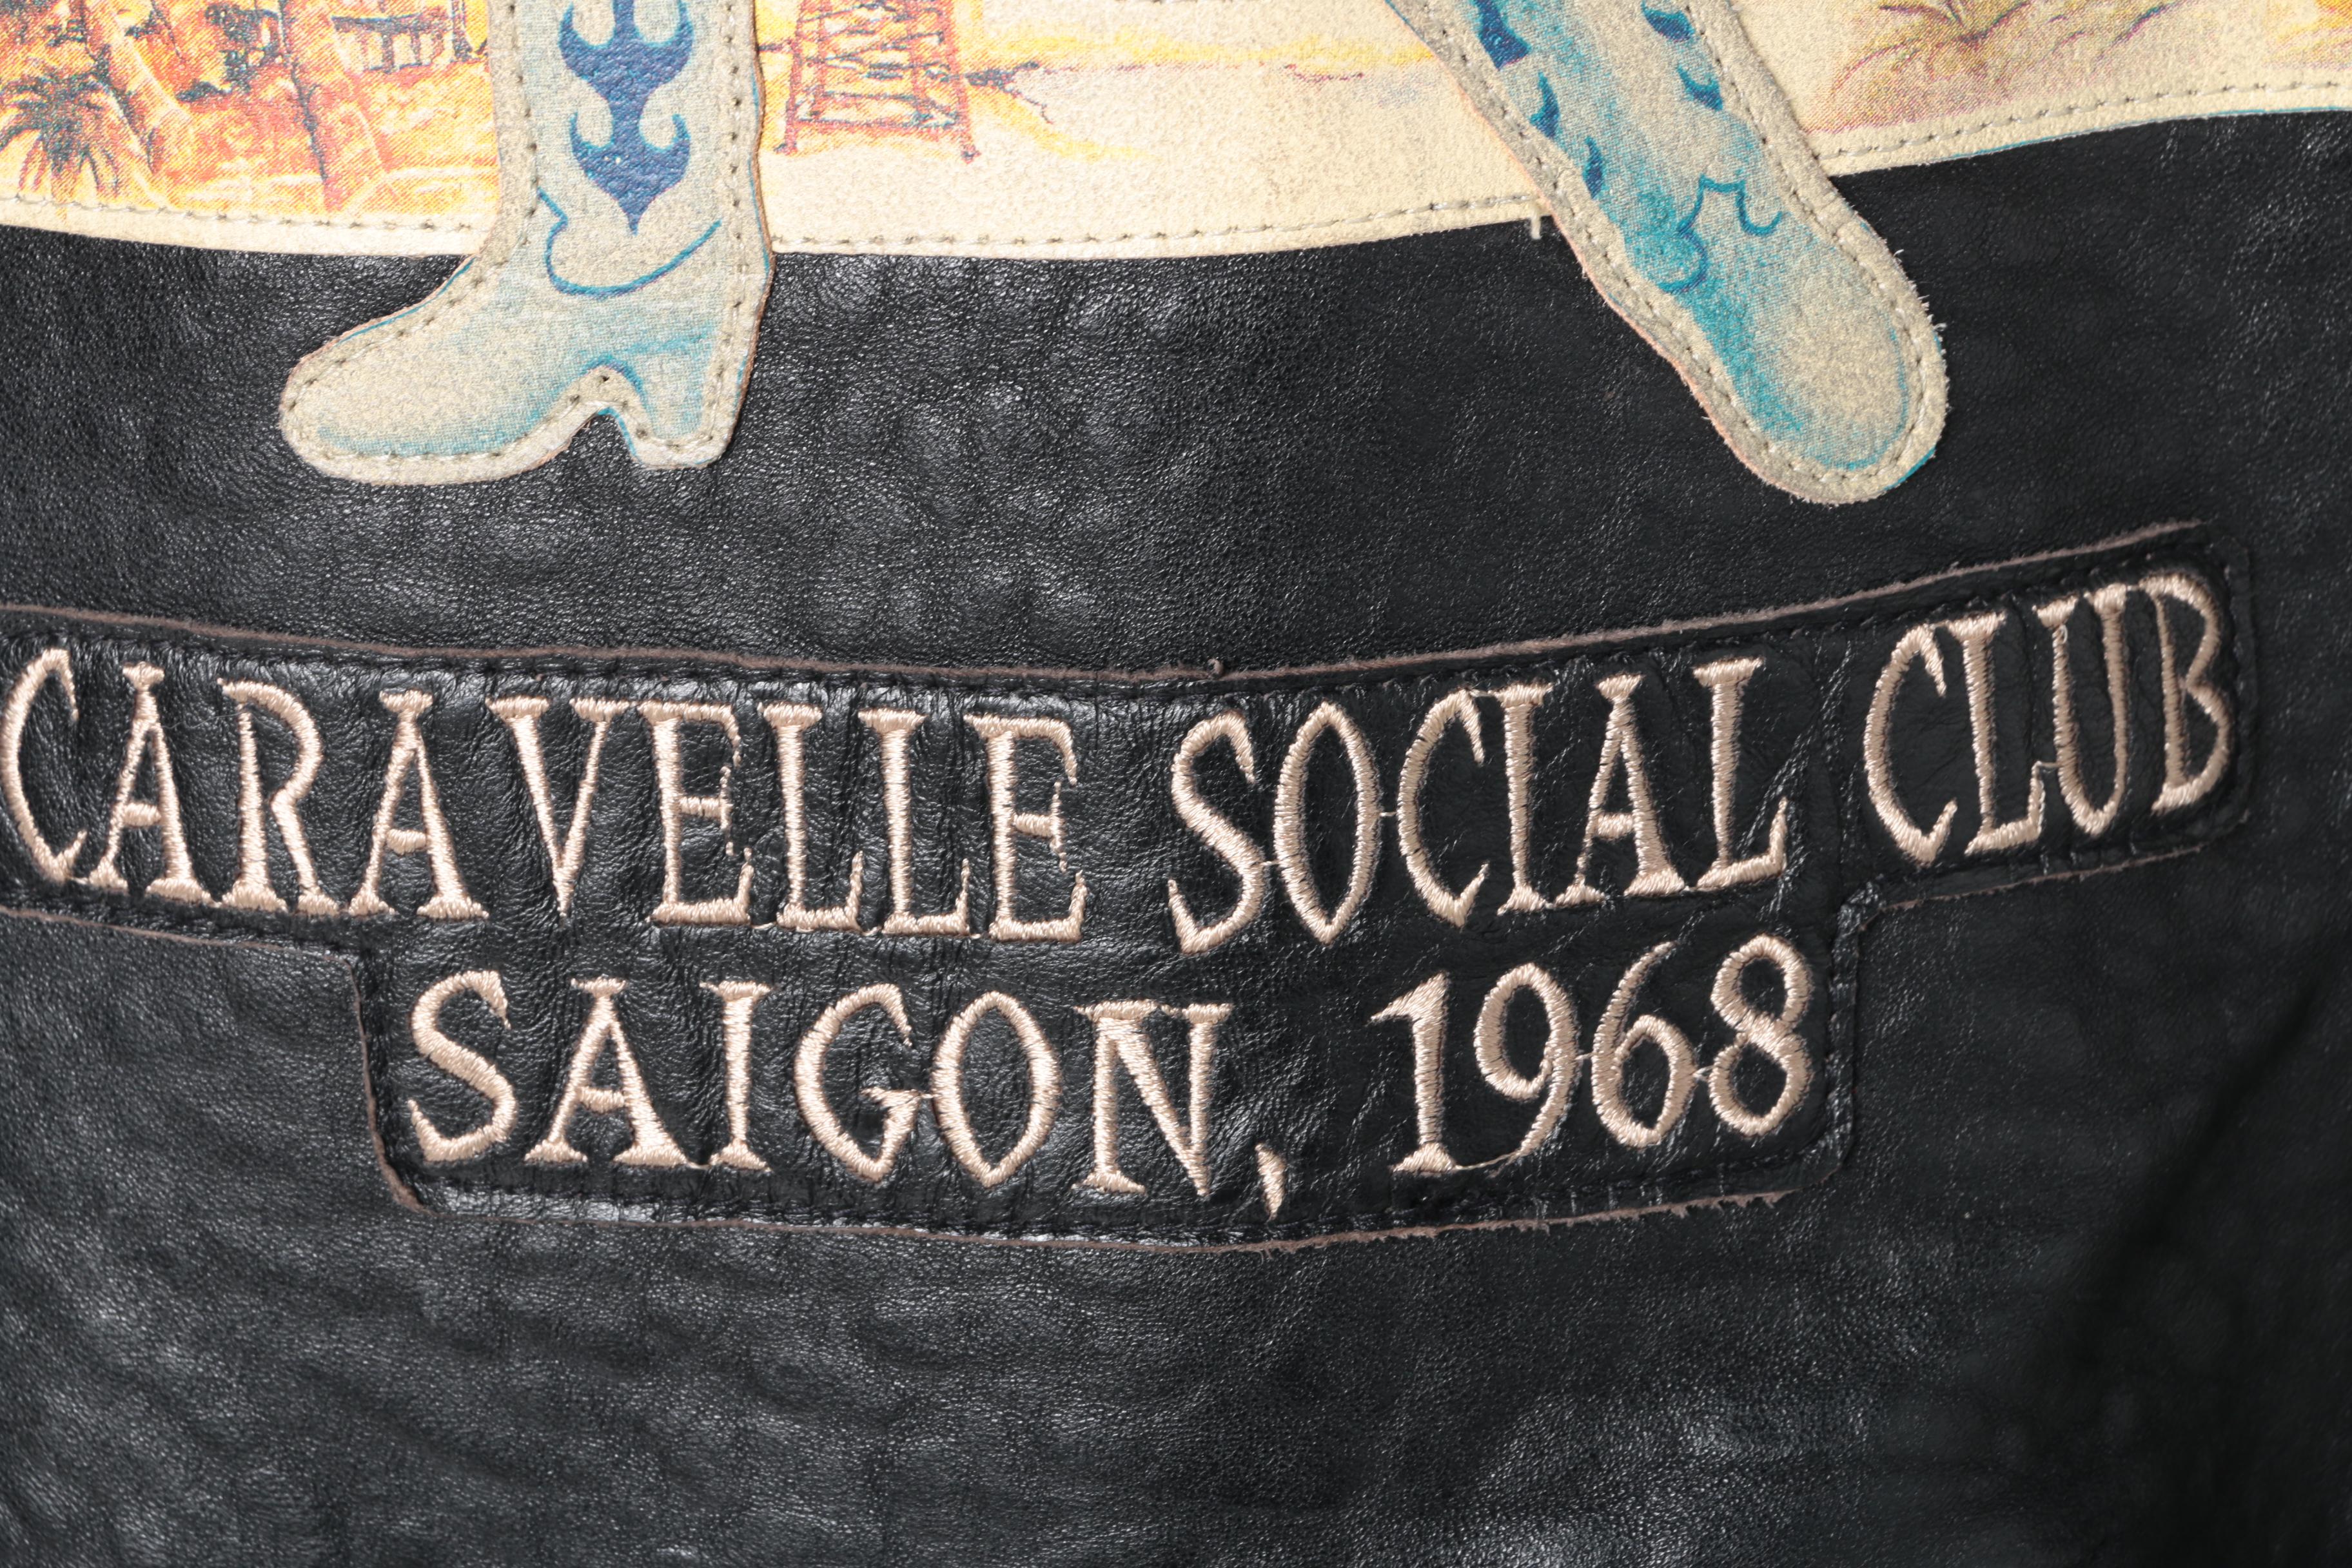 CARAVELLE SOCIAL CLUB
SAIGON, 1968